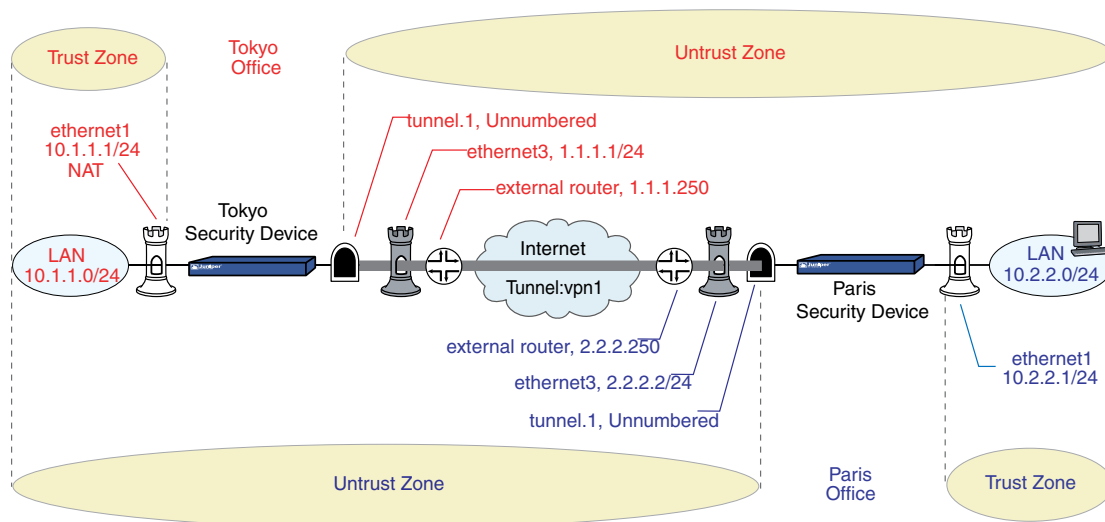 Trust Zone
Tokyo
Office
Untrust Zone
ethernet1
10.1.1.1/24
NAT
tunnel.1, Unnumbered
ethernet3, 1.1.1.1/24
external router, 1.1.1.250
Tokyo
Security Device
LAN
10.1.1.0/24
Juniper
Internet
Tunnel:vpn1
Juniper
Paris
Security Device
LAN
10.2.2.0/24
external router, 2.2.2.250
ethernet3, 2.2.2.2/24
tunnel.1, Unnumbered
ethernet1
10.2.2.1/24
Untrust Zone
Paris
Office
Trust Zone